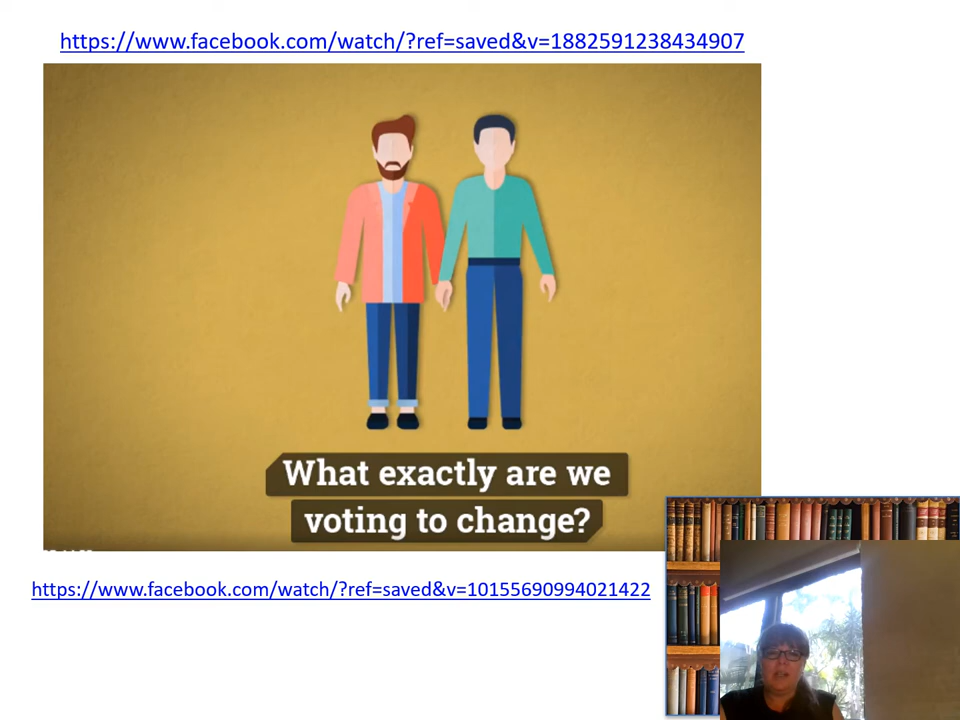 https://www.facebook.com/watch/?ref=saved&v=1882591238434907
What exactly are we
voting to change?
https://www.facebook.com/watch/?ref=saved&v=10155690994021422